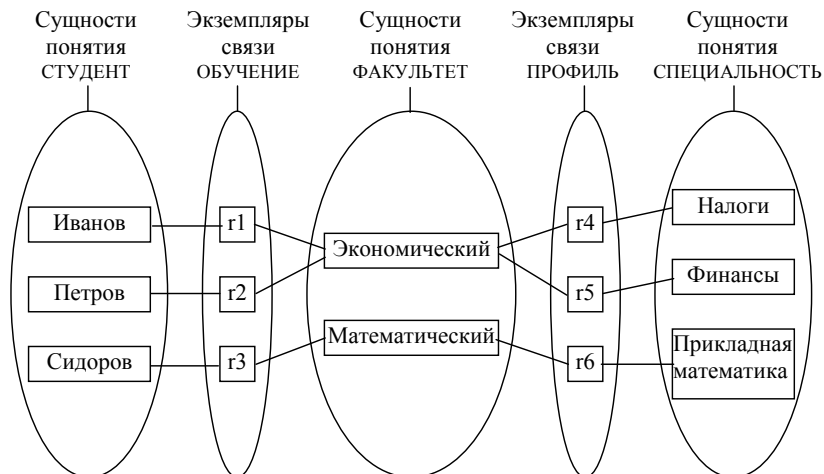 Сущности
понятия
СТУДЕНТ
Экземпляры
связи
ОБУЧЕНИЕ
Сущности
понятия
ФАКУЛЬТЕТ
Экземпляры
связи
ПРОФИЛЬ
Сущности
понятия
СПЕЦИАЛЬНОСТЬ
Иванов
Петров
Сидоров
r1
r2
r3
Экономический
Математический
r4
r5
r6
Налоги
Финансы
Прикладная
математика